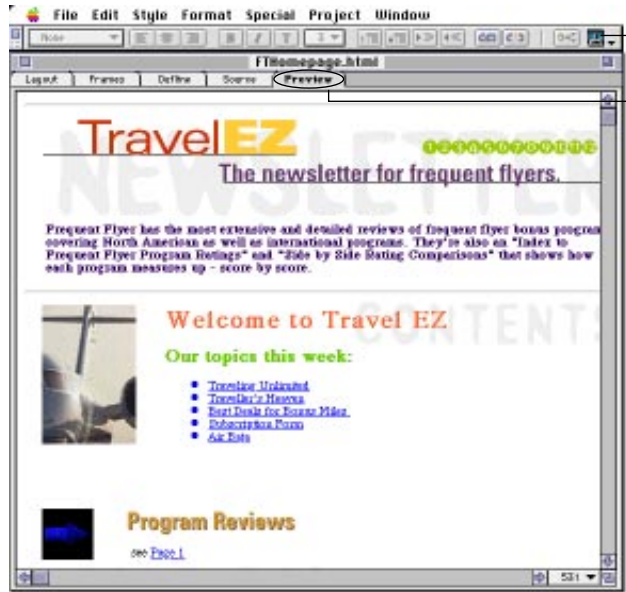 File Edit Style Format Special Project Window
None
FTHomepage.html
Layout Frames Define Source Preview
NEWSLETTER
TravelEZ
The newsletter for frequent flyers.
Frequent Flyer has the most extensive and detailed reviews of frequent flyer bonus program
covering North American as well as international programs. They're also an "Index to
Frequent Flyer Program Ratings" and "Side by Side Rating Comparisons" that shows how
each program measures up - score by score.
CONTENTS
Welcome to Travel EZ
Our topics this week:
Traveling Unlimited
Traveller's Heaven
Best Deals for Bonus Miles
Subscription Form
Air Bets
Program Reviews
see Page 1
531